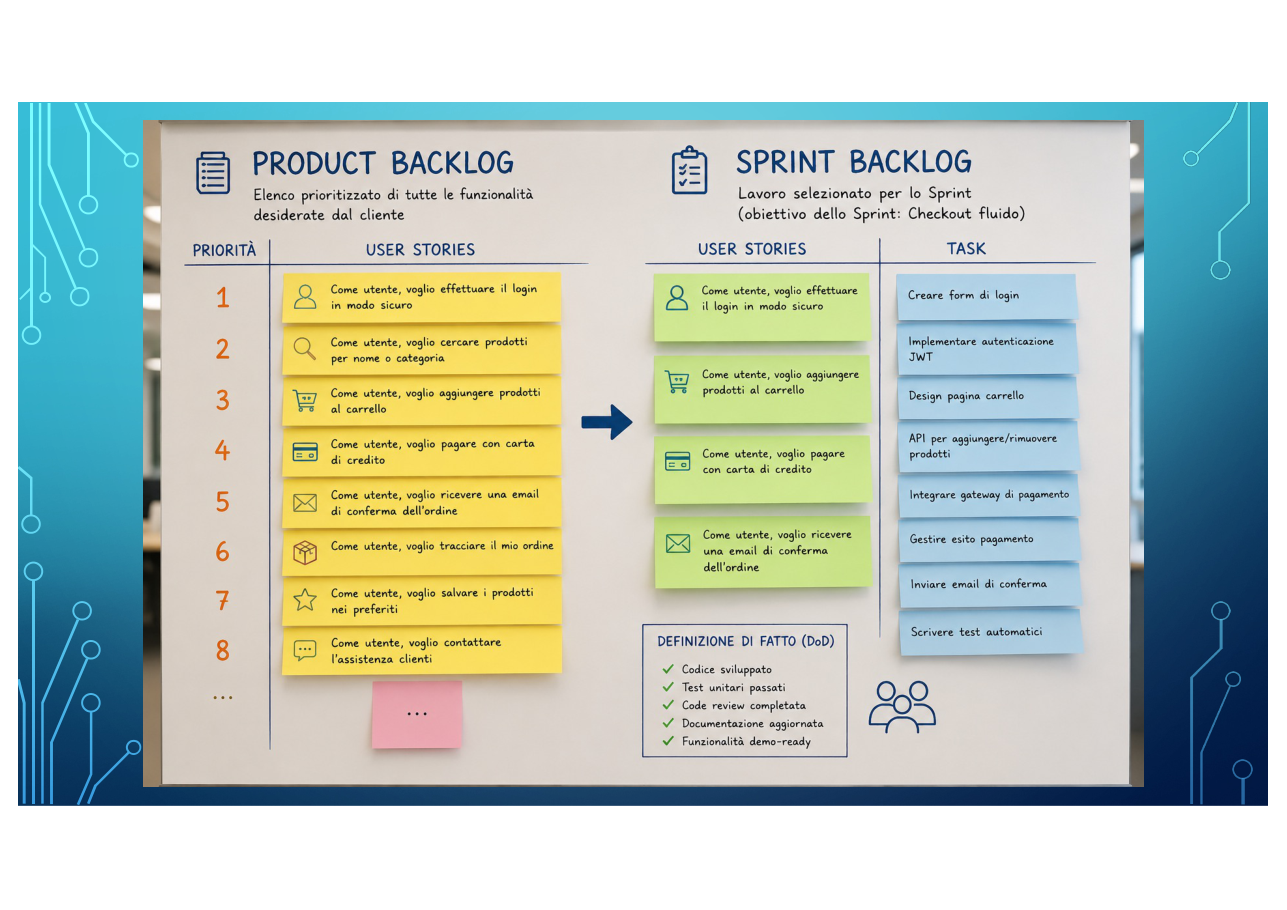 PRODUCT BACKLOG
Elenco prioritizzato di tutte le funzionalità
desiderate dal cliente
PRIORITÀ
USER STORIES
1
Come utente, voglio effettuare il login
in modo sicuro
2
Come utente, voglio cercare prodotti
per nome o categoria
3
Come utente, voglio aggiungere prodotti
al carrello
4
Come utente, voglio pagare con carta
di credito
5
Come utente, voglio ricevere una email
di conferma dell'ordine
6
Come utente, voglio tracciare il mio ordine
7
Come utente, voglio salvare i prodotti
nei preferiti
8
Come utente, voglio contattare
l'assistenza clienti
...
...
SPRINT BACKLOG
Lavoro selezionato per lo Sprint
(obiettivo dello Sprint: Checkout fluido)
USER STORIES
Come utente, voglio effettuare
il login in modo sicuro
Come utente, voglio aggiungere
prodotti al carrello
Come utente, voglio pagare
con carta di credito
Come utente, voglio ricevere
una email di conferma
dell'ordine
TASK
Creare form di login
Implementare autenticazione
JWT
Design pagina carrello
API per aggiungere/rimuovere
prodotti
Integrare gateway di pagamento
Gestire esito pagamento
Inviare email di conferma
Scrivere test automatici
DEFINIZIONE DI FATTO (DoD)
✓ Codice sviluppato
✓ Test unitari passati
✓ Code review completata
✓ Documentazione aggiornata
✓ Funzionalità demo-ready